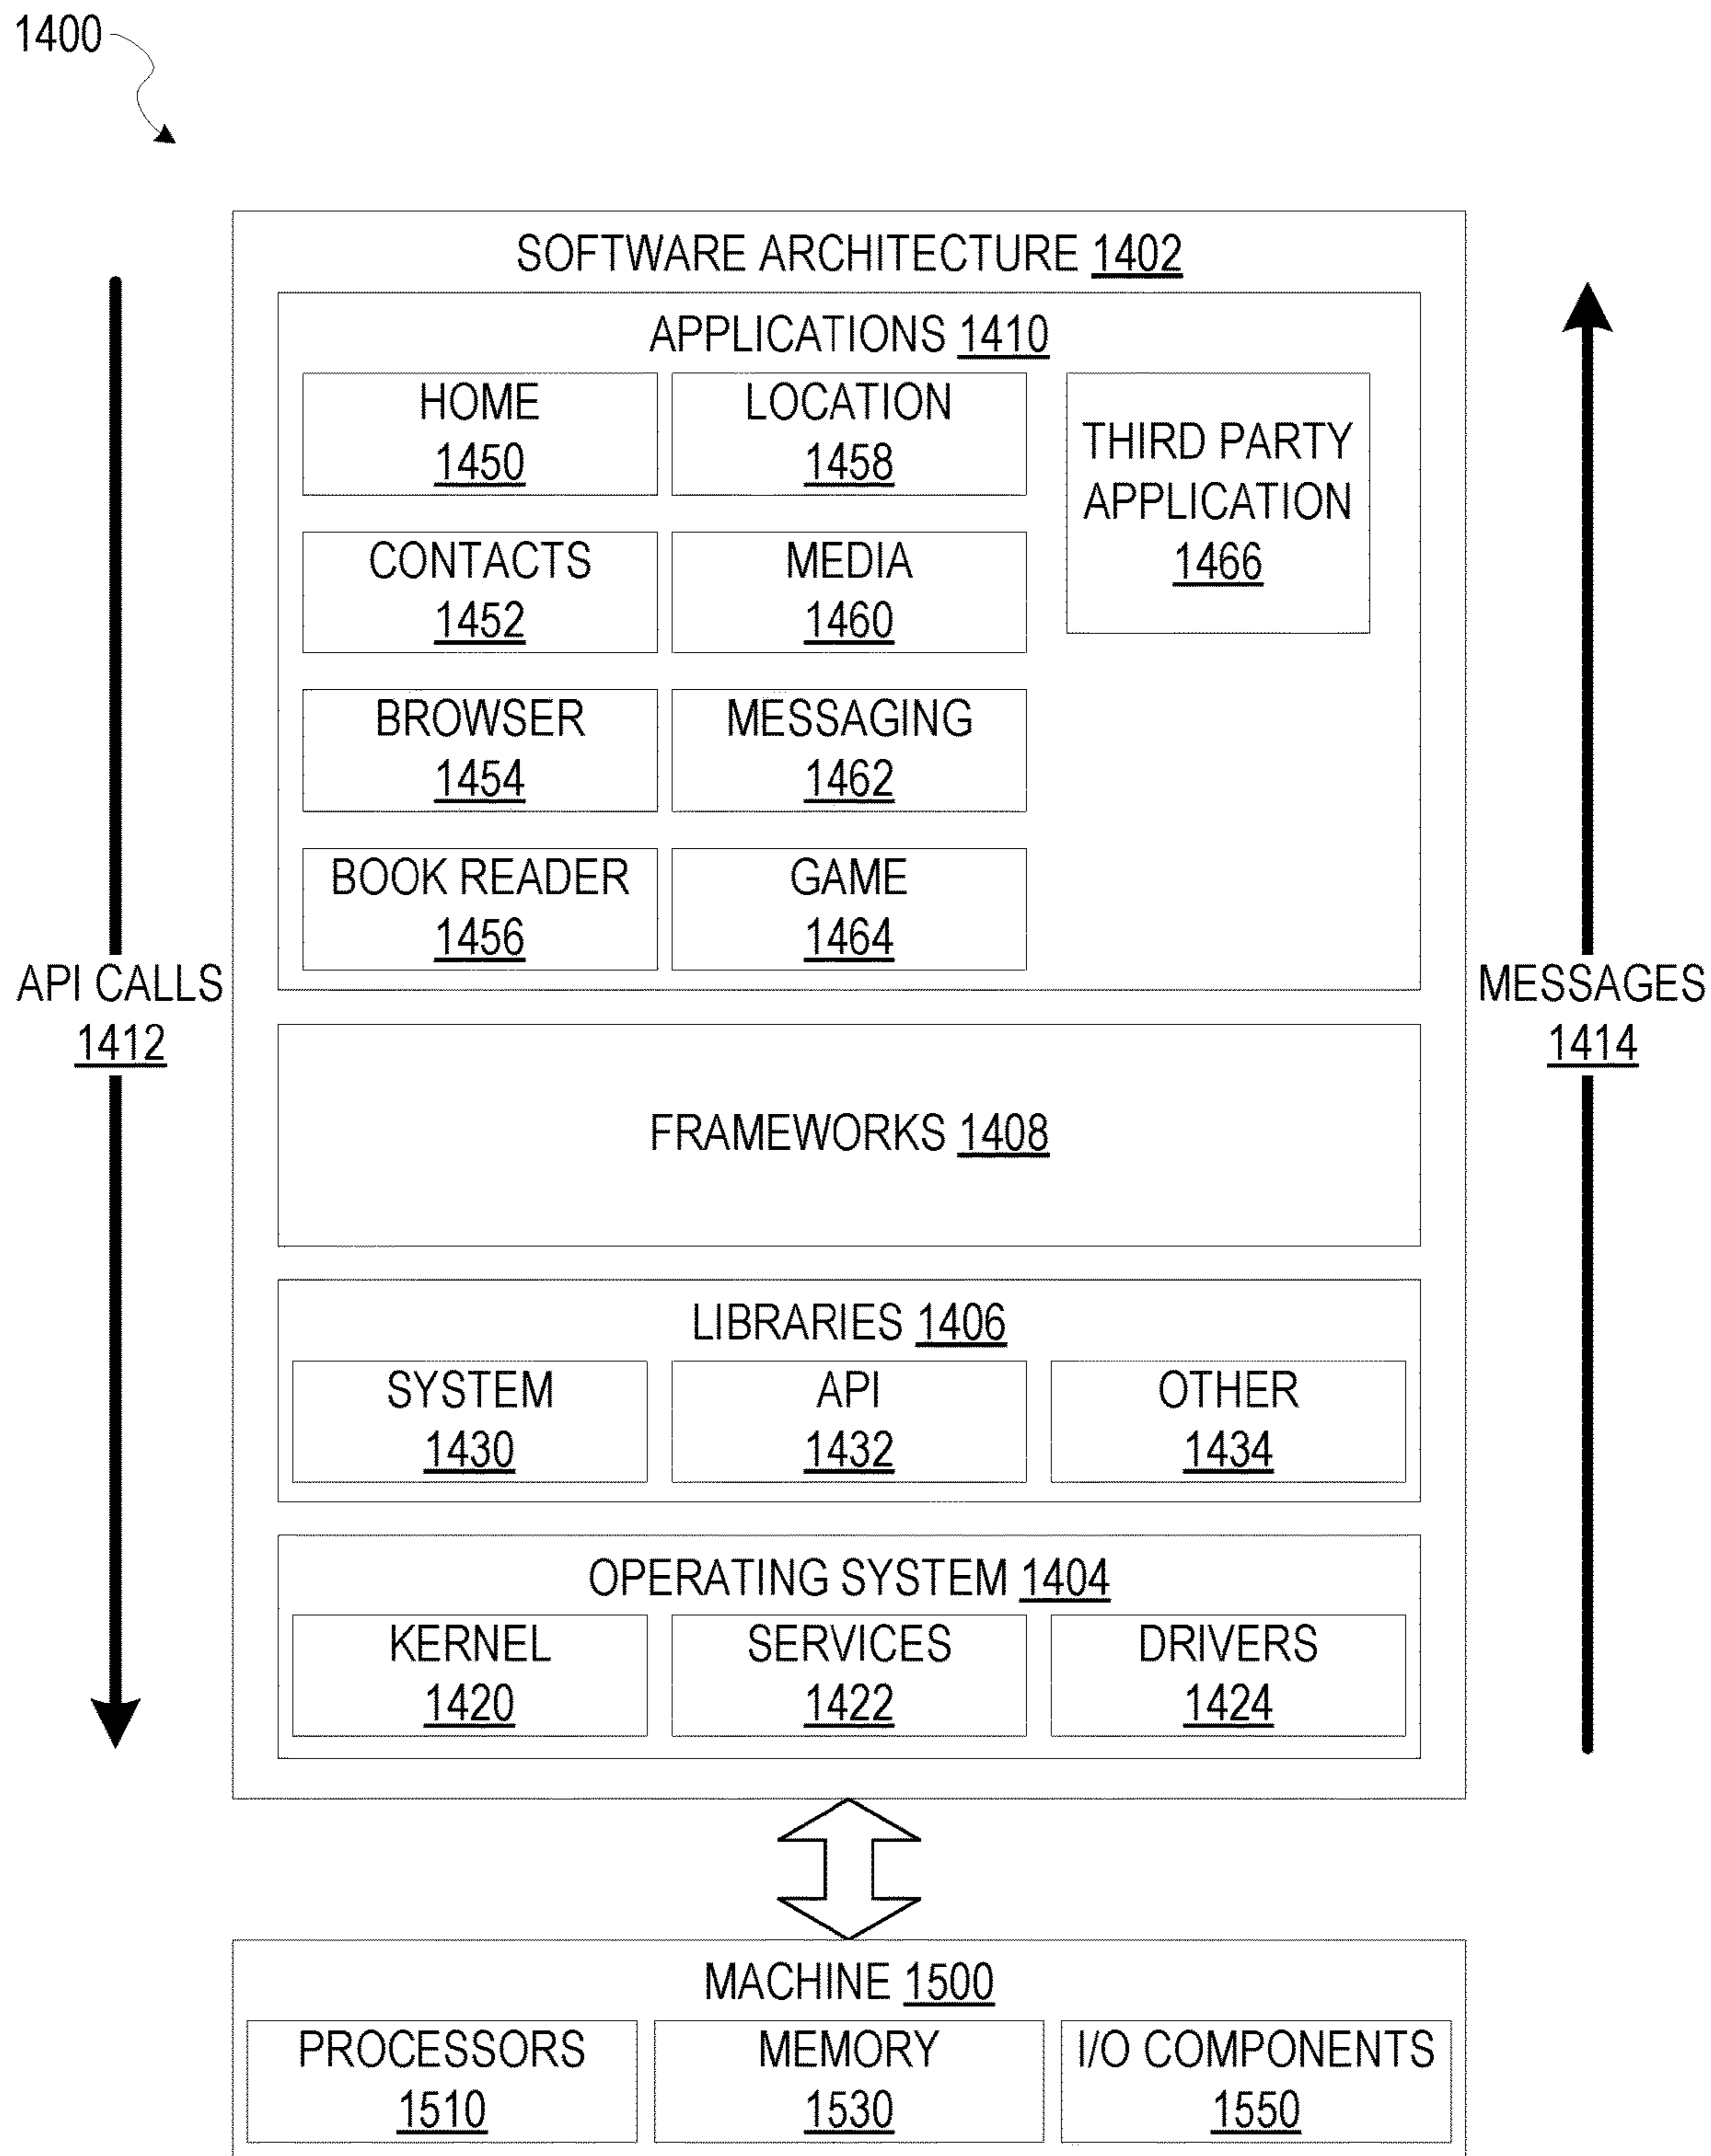 1400
SOFTWARE ARCHITECTURE 1402
APPLICATIONS 1410
HOME
1450
LOCATION
1458
THIRD PARTY
APPLICATION
1466
CONTACTS
1452
MEDIA
1460
BROWSER
1454
MESSAGING
1462
BOOK READER
1456
GAME
1464
API CALLS
1412
MESSAGES
1414
FRAMEWORKS 1408
LIBRARIES 1406
SYSTEM
1430
API
1432
OTHER
1434
OPERATING SYSTEM 1404
KERNEL
1420
SERVICES
1422
DRIVERS
1424
MACHINE 1500
PROCESSORS
1510
MEMORY
1530
I/O COMPONENTS
1550